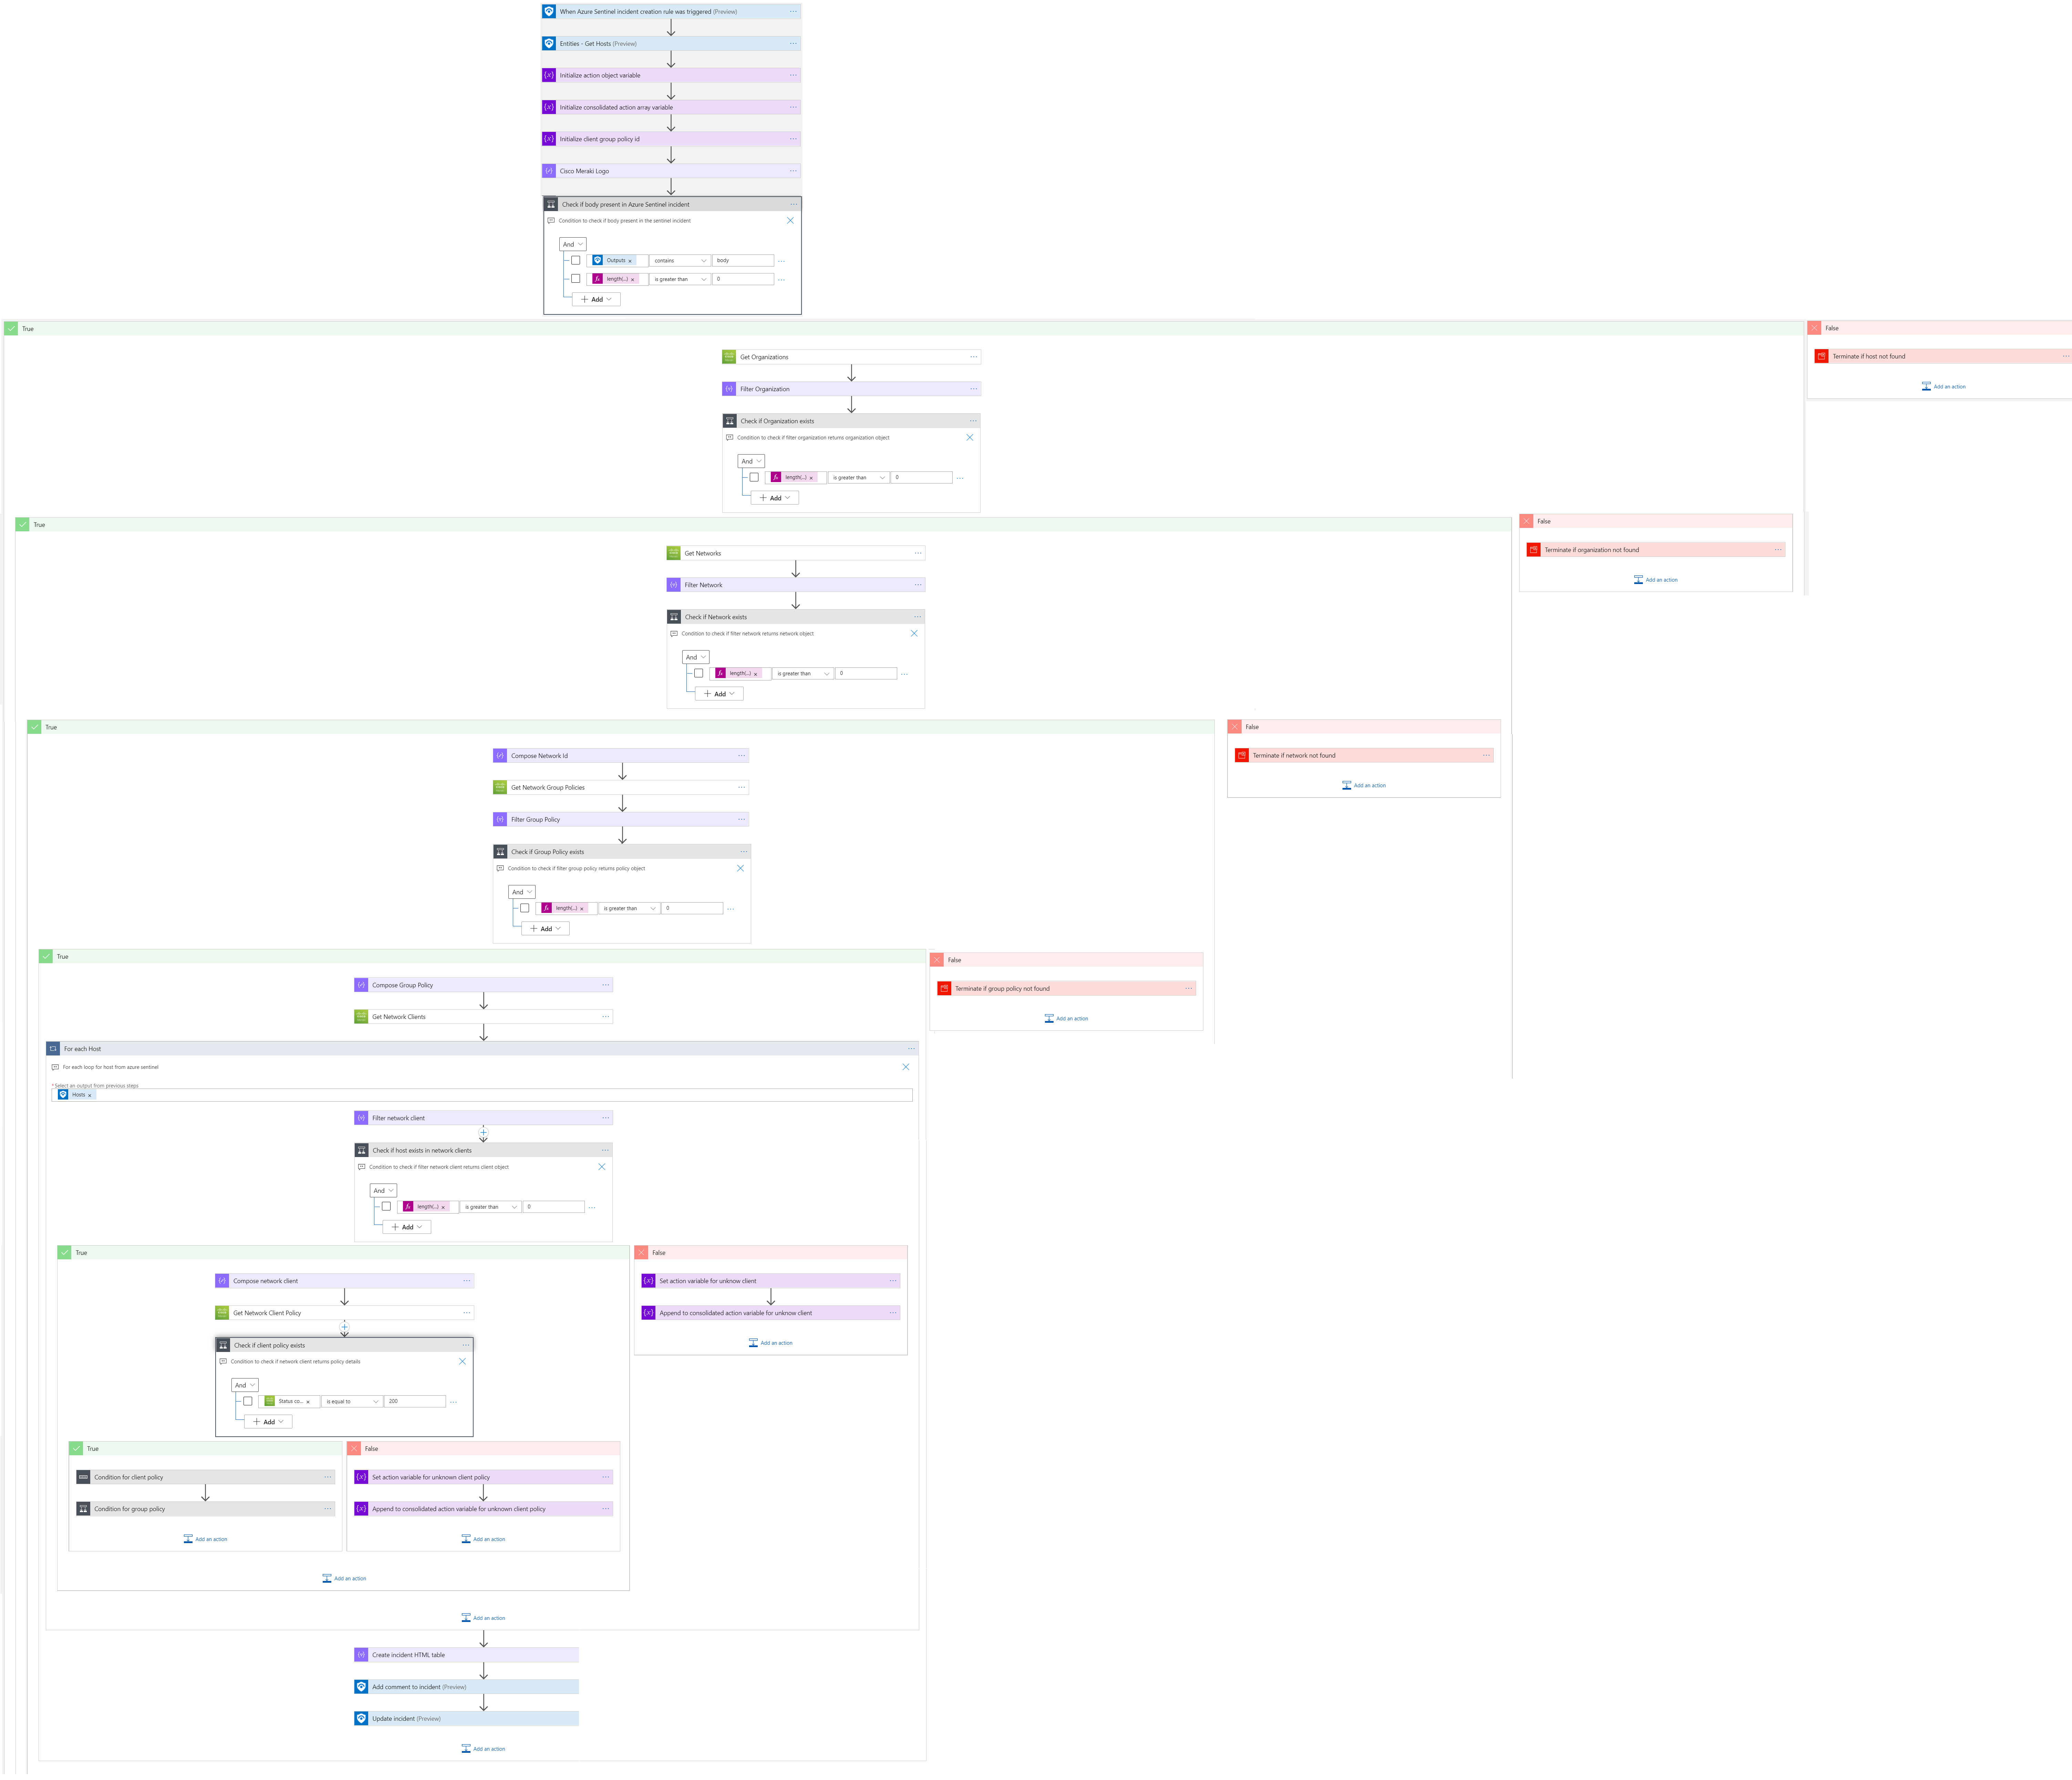 When Azure Sentinel incident creation rule was triggered (Preview)
Entities - Get Hosts (Preview)
Initialize action object variable
Initialize consolidated action array variable
Initialize client group policy id
Cisco Meraki Logo
Check if body present in Azure Sentinel incident
Condition to check if body present in the sentinel incident
And
Outputs contains body
length(...) is greater than 0
Add
True
False
Get Organizations
Terminate if host not found
Add an action
Filter Organization
Check if Organization exists
Condition to check if filter organization returns organization object
And
length(...) is greater than 0
Add
True
False
Get Networks
Terminate if organization not found
Add an action
Filter Network
Check if Network exists
Condition to check if filter network returns network object
And
length(...) is greater than 0
Add
True
False
Compose Network Id
Terminate if network not found
Add an action
Get Network Group Policies
Filter Group Policy
Check if Group Policy exists
Condition to check if filter group policy returns policy object
And
length(...) is greater than 0
Add
True
False
Compose Group Policy
Terminate if group policy not found
Add an action
Get Network Clients
For each Host
For each loop for host from azure sentinel
*Select an output from previous steps
Hosts
Filter network client
Check if host exists in network clients
Condition to check if filter network client returns client object
And
length(...) is greater than 0
Add
True
False
Compose network client
Set action variable for unknow client
Get Network Client Policy
Append to consolidated action variable for unknow client
Add an action
Check if client policy exists
Condition to check if network client returns policy details
And
Status co... is equal to 200
Add
True
False
Condition for client policy
Set action variable for unknown client policy
Condition for group policy
Append to consolidated action variable for unknown client policy
Add an action
Add an action
Add an action
Add an action
Create incident HTML table
Add comment to incident (Preview)
Update incident (Preview)
Add an action